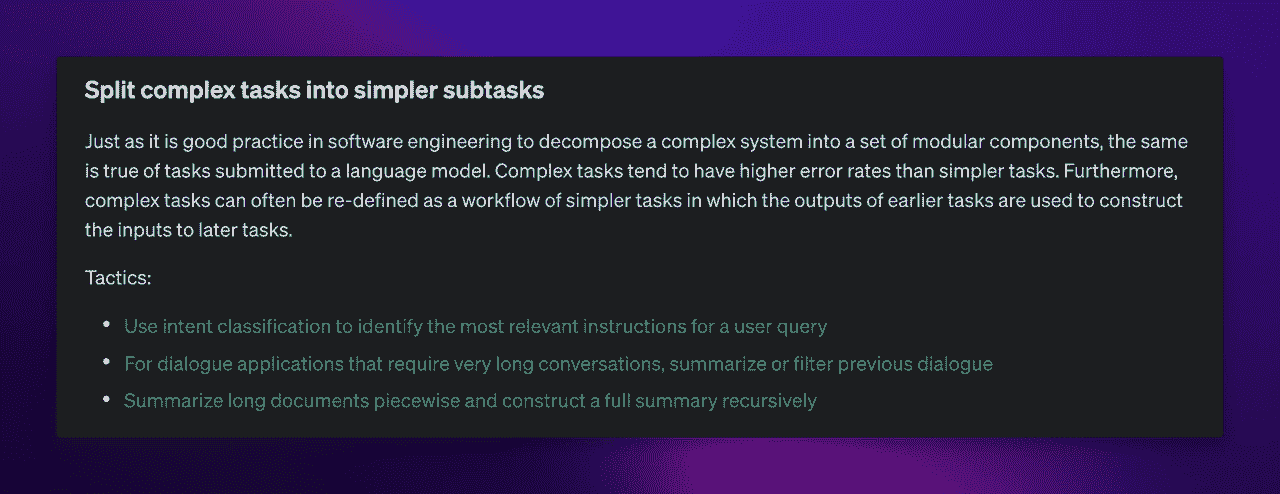 Split complex tasks into simpler subtasks
Just as it is good practice in software engineering to decompose a complex system into a set of modular components, the same
is true of tasks submitted to a language model. Complex tasks tend to have higher error rates than simpler tasks. Furthermore,
complex tasks can often be re-defined as a workflow of simpler tasks in which the outputs of earlier tasks are used to construct
the inputs to later tasks.
Tactics:
• Use intent classification to identify the most relevant instructions for a user query
• For dialogue applications that require very long conversations, summarize or filter previous dialogue
• Summarize long documents piecewise and construct a full summary recursively